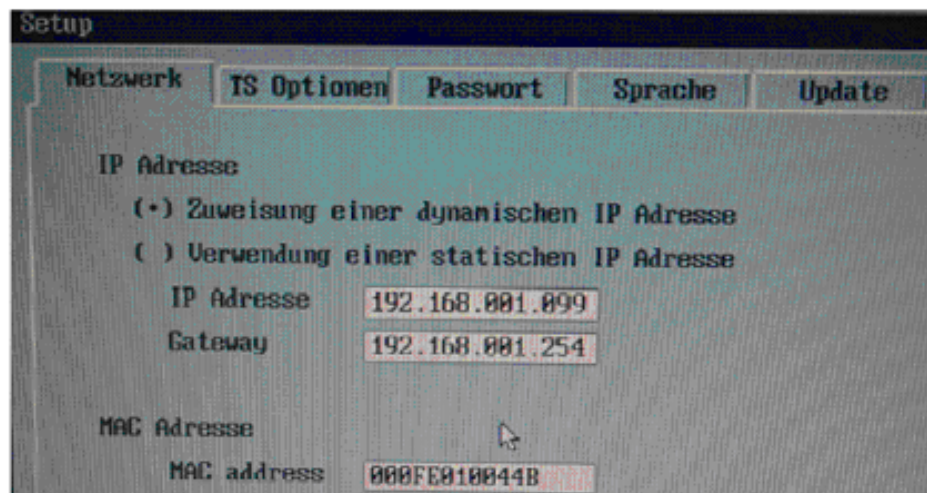 Setup
Netzwerk TS Optionen Passwort Sprache Update
IP Adresse
(•) Zuweisung einer dynamischen IP Adresse
( ) Verwendung einer statischen IP Adresse
IP Adresse 192.168.001.099
Gateway 192.168.001.254
MAC Adresse
MAC address 000FE010044B